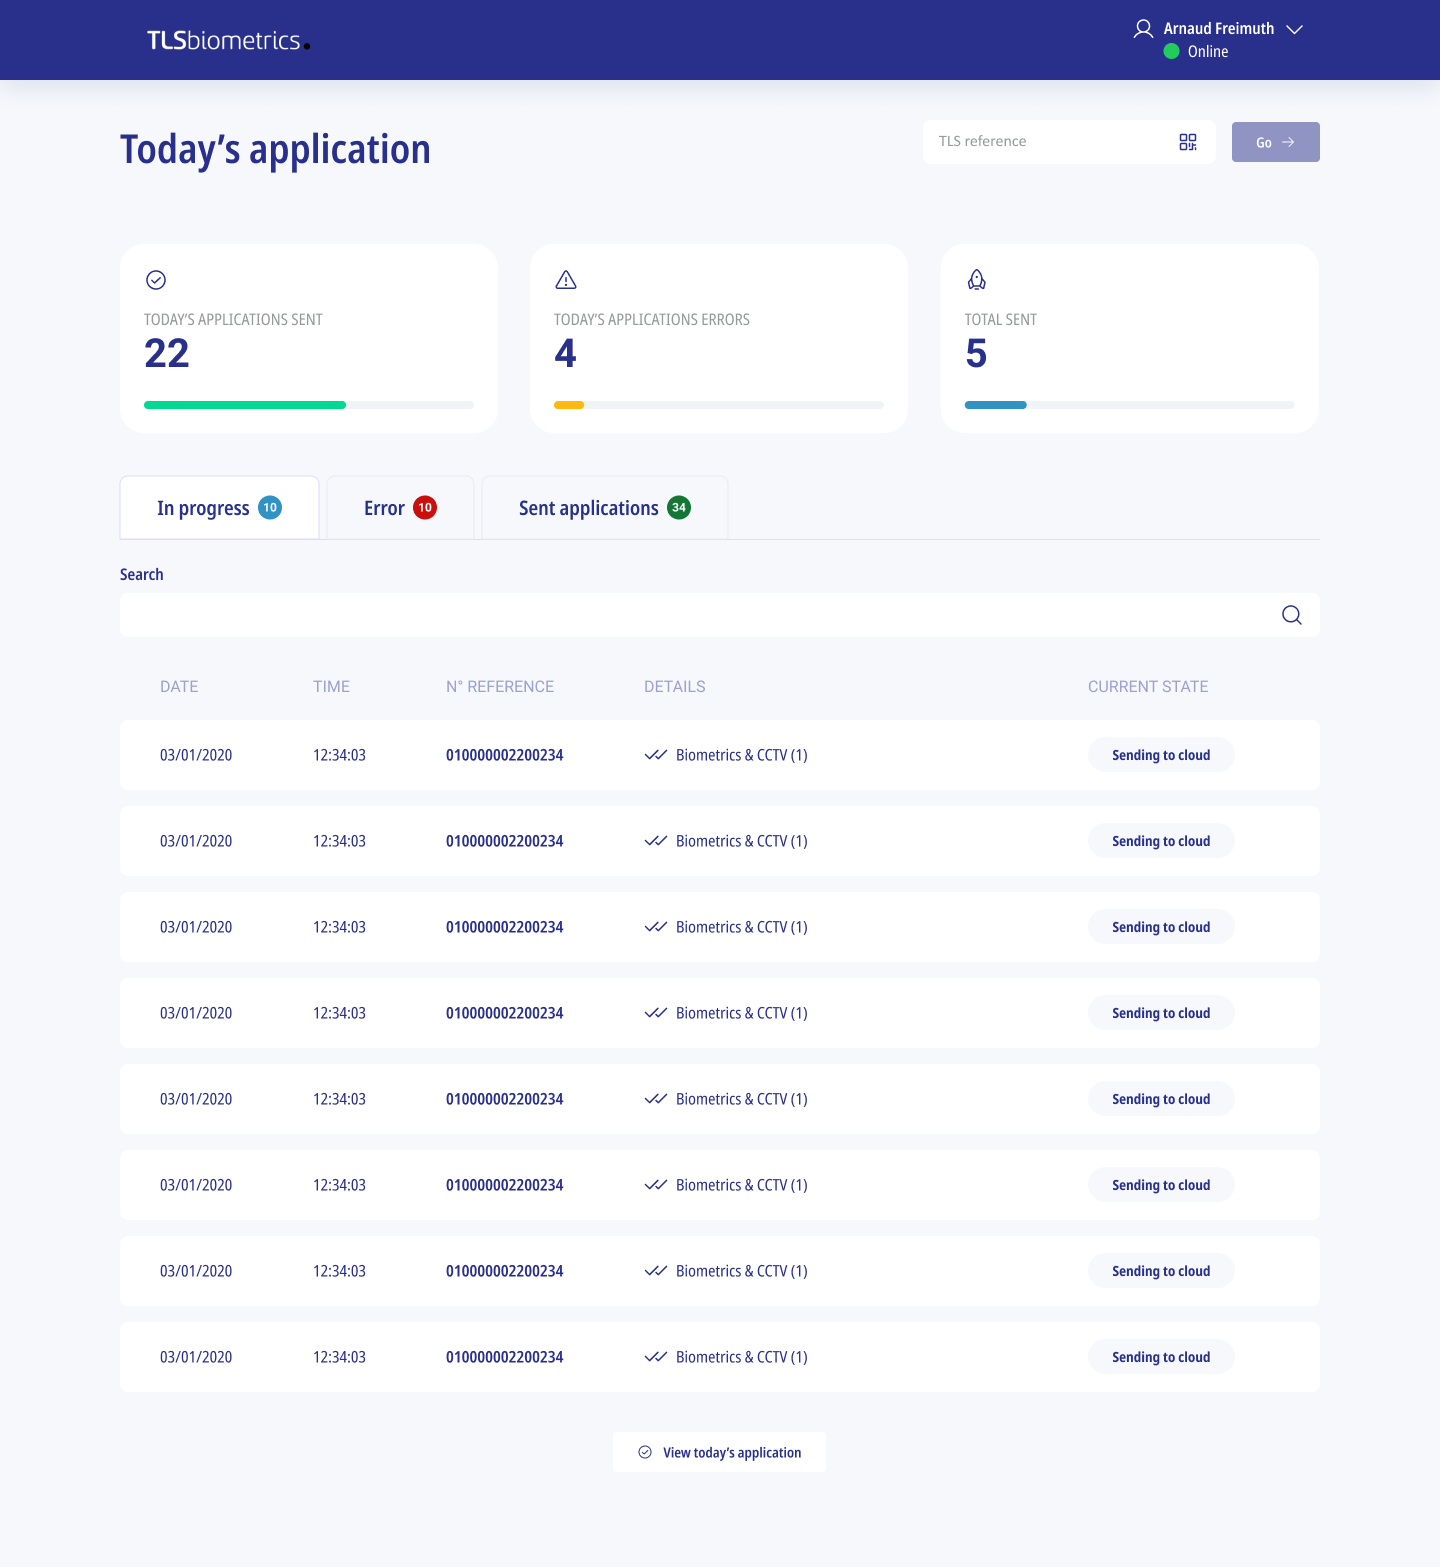 TLSbiometrics.
Arnaud Freimuth
Online
Today’s application
TLS reference
Go
TODAY’S APPLICATIONS SENT
22
TODAY’S APPLICATIONS ERRORS
4
TOTAL SENT
5
In progress 10
Error 10
Sent applications 34
Search
DATE TIME N° REFERENCE DETAILS CURRENT STATE
03/01/2020 12:34:03 010000002200234 Biometrics & CCTV (1) Sending to cloud
03/01/2020 12:34:03 010000002200234 Biometrics & CCTV (1) Sending to cloud
03/01/2020 12:34:03 010000002200234 Biometrics & CCTV (1) Sending to cloud
03/01/2020 12:34:03 010000002200234 Biometrics & CCTV (1) Sending to cloud
03/01/2020 12:34:03 010000002200234 Biometrics & CCTV (1) Sending to cloud
03/01/2020 12:34:03 010000002200234 Biometrics & CCTV (1) Sending to cloud
03/01/2020 12:34:03 010000002200234 Biometrics & CCTV (1) Sending to cloud
03/01/2020 12:34:03 010000002200234 Biometrics & CCTV (1) Sending to cloud
View today’s application